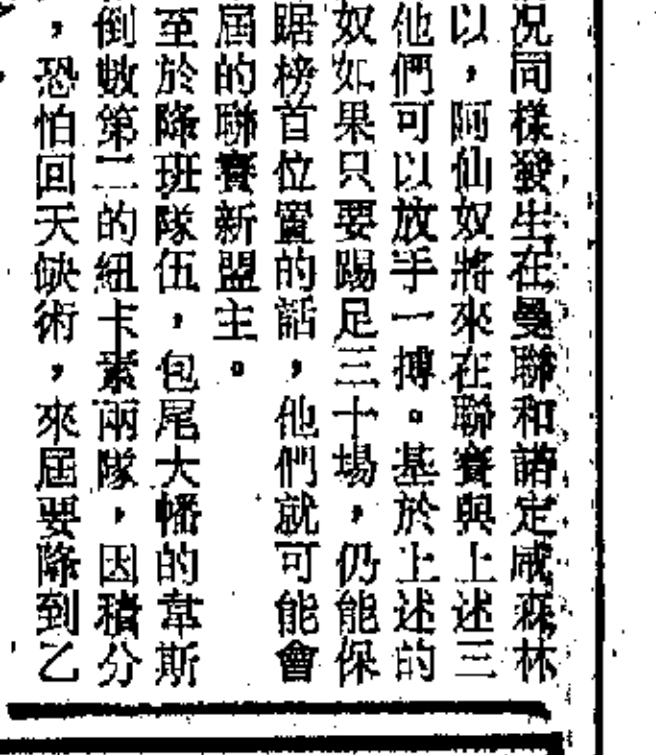 況同樣發生在曼聯和諾定咸森林
以，阿仙奴將來在聯賽與上述三
他們可以放手一搏。基於上述的
奴如果只要踢足三十場，仍能保
踞榜首位置的話，他們就可能會
屆的聯賽新盟主。
至於降班隊伍，包尾大幡的韋斯
倒數第二的紐卡素兩隊，因積分
，恐怕回天缺術，來屆要降到乙